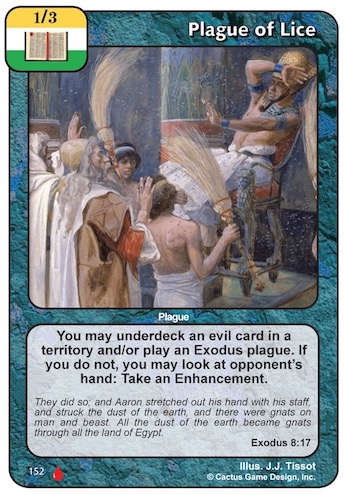 1/3
Plague of Lice
Plague
You may underdeck an evil card in a
territory and/or play an Exodus plague. If
you do not, you may look at opponent's
hand: Take an Enhancement.
They did so; and Aaron stretched out his hand with his staff,
and struck the dust of the earth, and there were gnats on
man and beast. All the dust of the earth became gnats
through all the land of Egypt.
Exodus 8:17
152
Illus. J.J. Tissot
© Cactus Game Design, Inc.